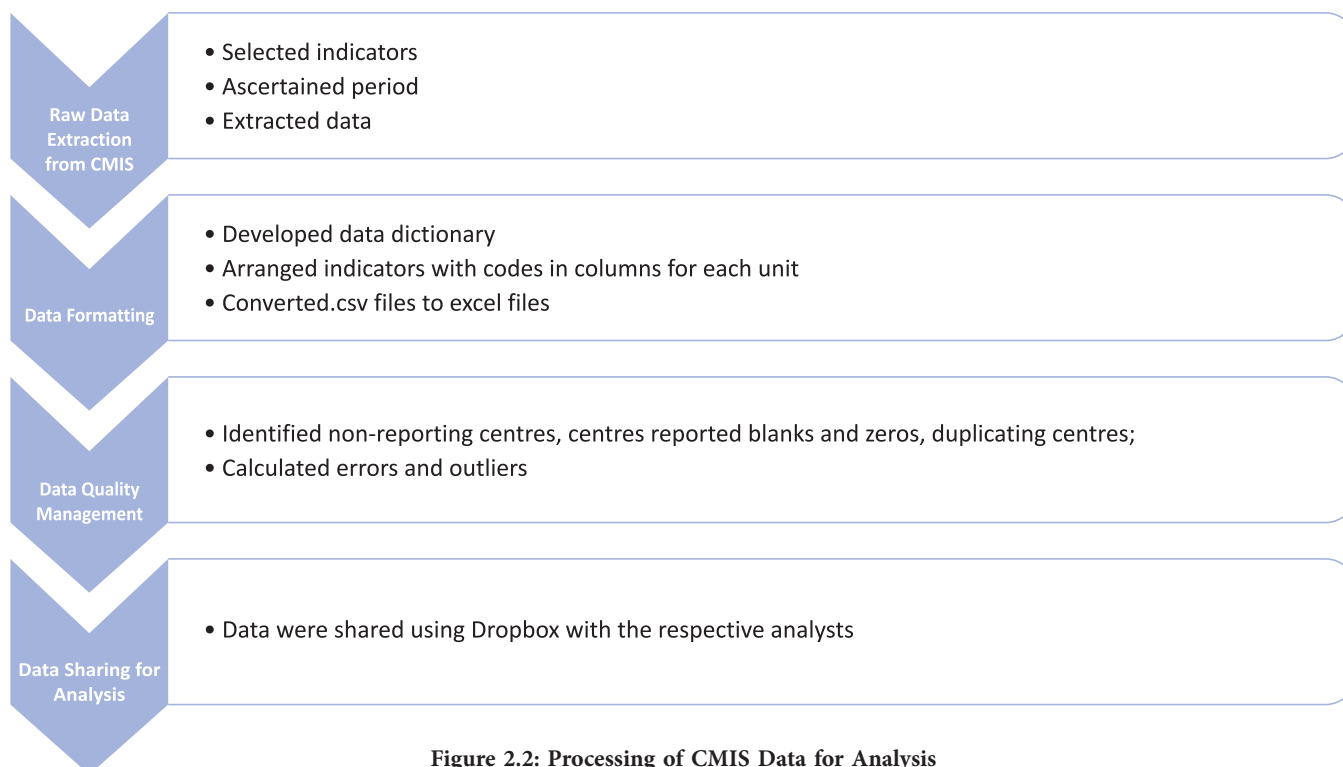 • Selected indicators
• Ascertained period
• Extracted data
Raw Data
Extraction
from CMIS
• Developed data dictionary
• Arranged indicators with codes in columns for each unit
• Converted.csv files to excel files
Data Formatting
• Identified non-reporting centres, centres reported blanks and zeros, duplicating centres;
• Calculated errors and outliers
Data Quality
Management
• Data were shared using Dropbox with the respective analysts
Data Sharing for
Analysis
Figure 2.2: Processing of CMIS Data for Analysis